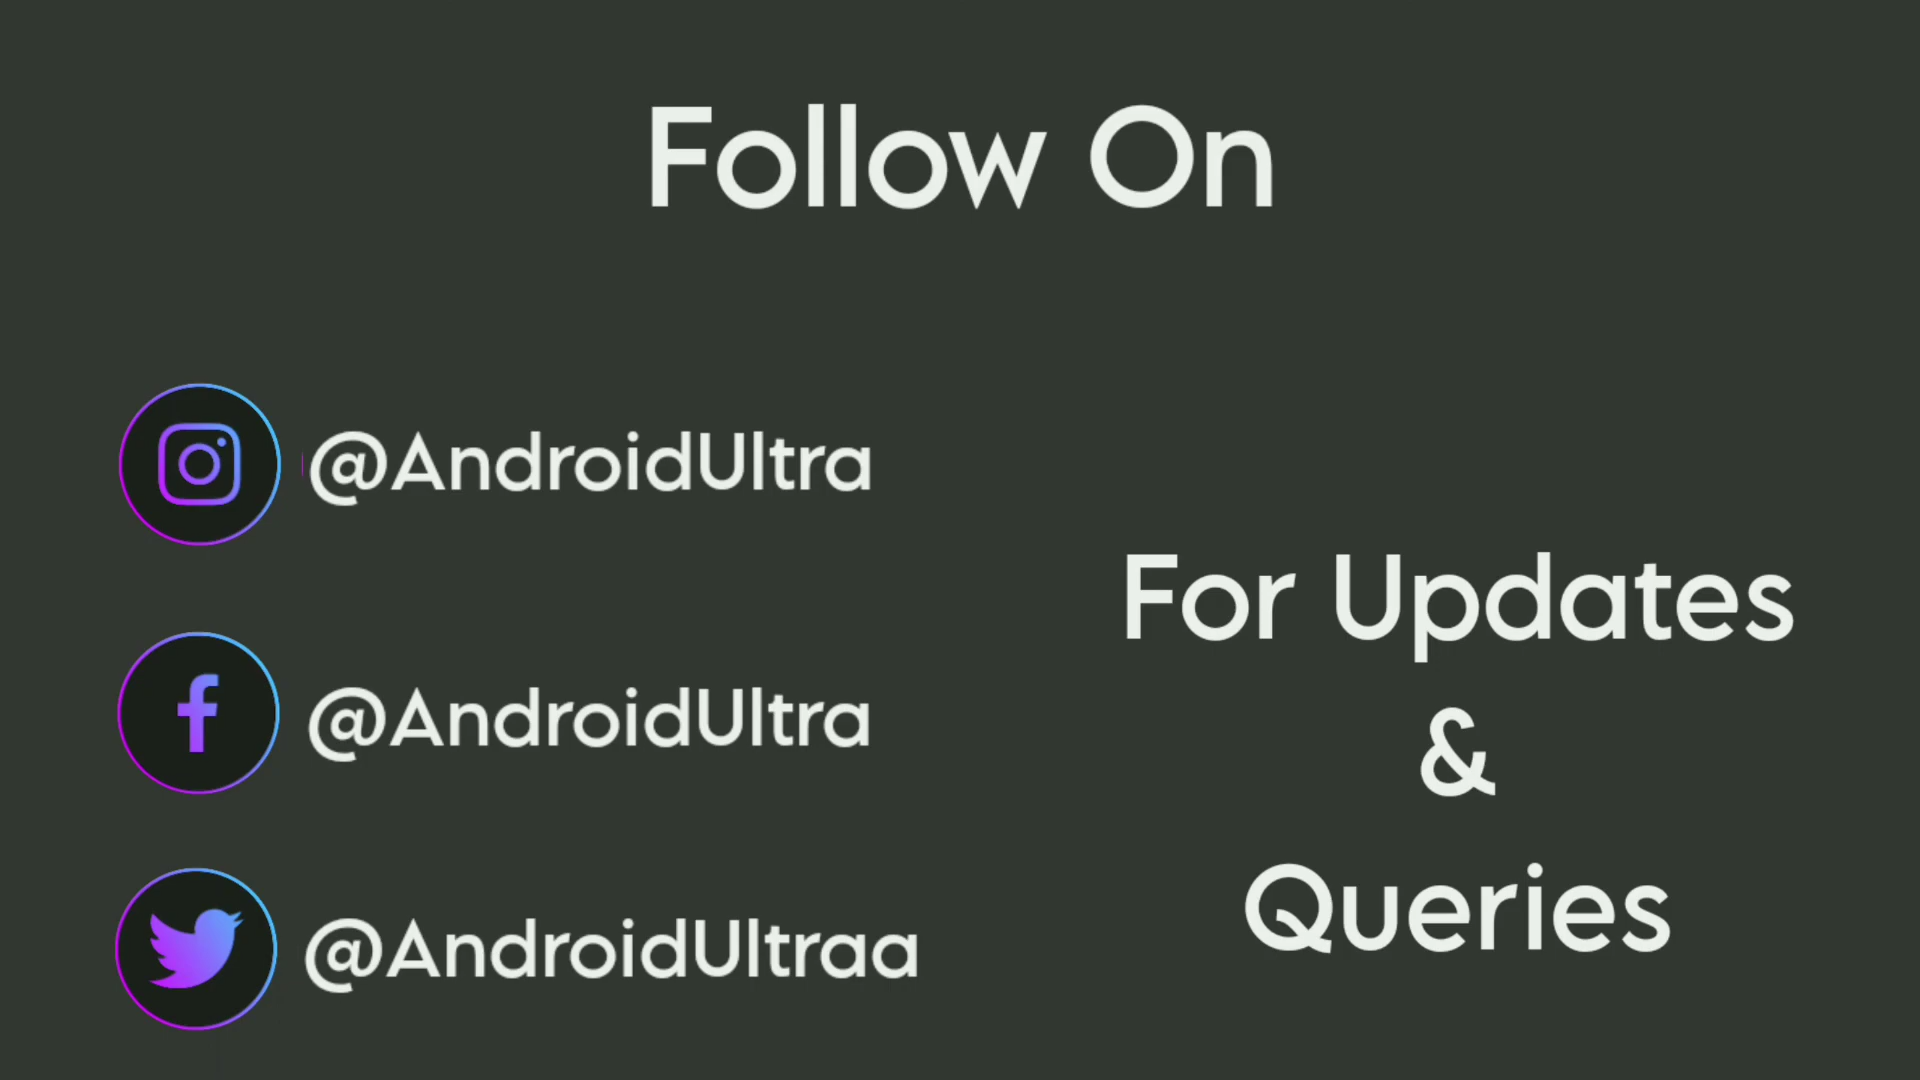 Follow On
@AndroidUltra
@AndroidUltra
@AndroidUltraa
For Updates
&
Queries